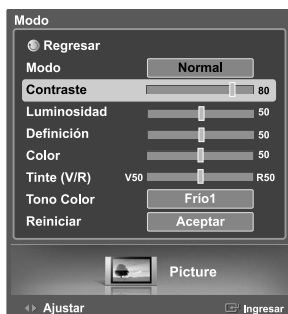 Modo
Regresar
Modo Normal
Contraste 80
Luminosidad 50
Definición 50
Color 50
Tinte (V/R) V50 R50
Tono Color Frío1
Reiniciar Aceptar
Picture
Ajustar Ingresar